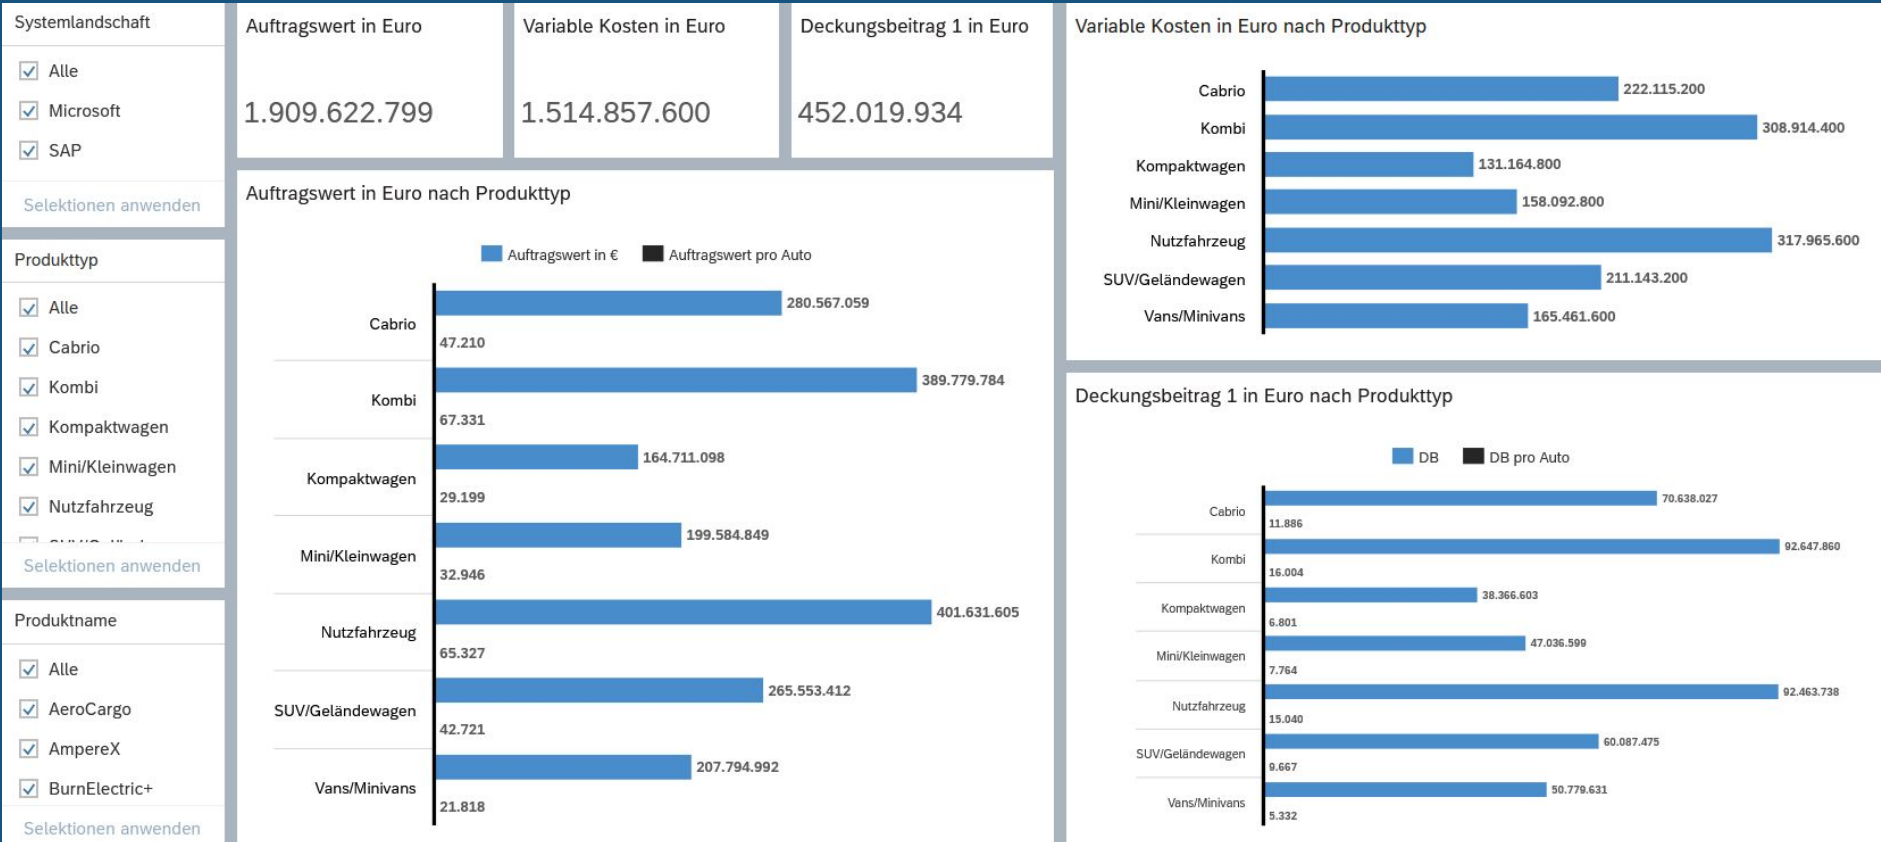 Systemlandschaft
Alle
Microsoft
SAP
Selektionen anwenden
Produkttyp
Alle
Cabrio
Kombi
Kompaktwagen
Mini/Kleinwagen
Nutzfahrzeug
Selektionen anwenden
Produktname
Alle
AeroCargo
AmpereX
BurnElectric+
Selektionen anwenden
Auftragswert in Euro
1.909.622.799
Variable Kosten in Euro
1.514.857.600
Deckungsbeitrag 1 in Euro
452.019.934
Auftragswert in Euro nach Produkttyp
Auftragswert in € Auftragswert pro Auto
Cabrio
280.567.059
47.210
Kombi
389.779.784
67.331
Kompaktwagen
164.711.098
29.199
Mini/Kleinwagen
199.584.849
32.946
Nutzfahrzeug
401.631.605
65.327
SUV/Geländewagen
265.553.412
42.721
Vans/Minivans
207.794.992
21.818
Variable Kosten in Euro nach Produkttyp
Cabrio 222.115.200
Kombi 308.914.400
Kompaktwagen 131.164.800
Mini/Kleinwagen 158.092.800
Nutzfahrzeug 317.965.600
SUV/Geländewagen 211.143.200
Vans/Minivans 165.461.600
Deckungsbeitrag 1 in Euro nach Produkttyp
DB DB pro Auto
Cabrio
70.638.027
11.886
Kombi
92.647.860
16.004
Kompaktwagen
38.366.603
6.801
Mini/Kleinwagen
47.036.599
7.764
Nutzfahrzeug
92.463.738
15.040
SUV/Geländewagen
60.087.475
9.667
Vans/Minivans
50.779.631
5.332